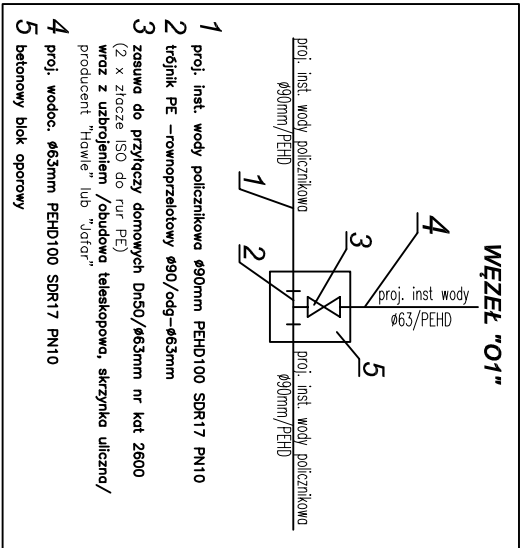 WĘZEŁ "O1"
proj. inst wody
Ø63/PEHD
4
3
5
proj. inst. wody policznikowa
Ø90mm/PEHD
proj. inst. wody policznikowa
Ø90mm/PEHD
1
2
1 proj. inst. wody policznikowa ø90mm PEHD100 SDR17 PN10
2 trójnik PE -rownoprzelotowy ø90/odg-ø63mm
3 zasuwa do przyłączy domowych Dn50/ø63mm nr kat 2600
(2 x złacze ISO do rur PE)
wraz z uzbrojeniem /obudowa teleskopowa, skrzynka uliczna/
producent "Hawle" lub "Jafar"
4 proj. wodoc. ø63mm PEHD100 SDR17 PN10
5 betonowy blok oporowy